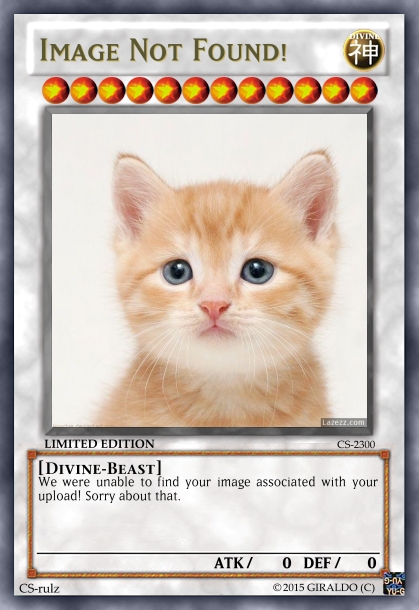 Image Not Found!
DIVINE
神
Lazezz.com
LIMITED EDITION CS-2300
[Divine-Beast]
We were unable to find your image associated with your
upload! Sorry about that.
ATK / 0 DEF / 0
CS-rulz ©2015 GIRALDO (C)